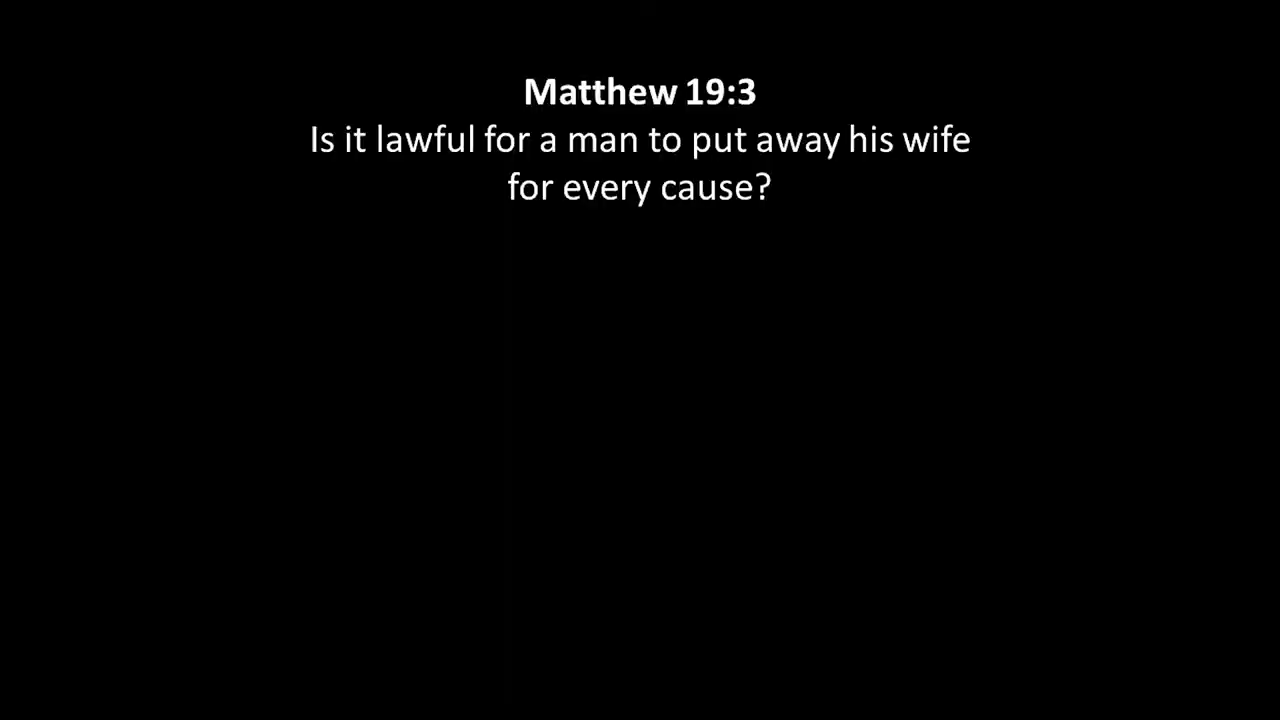 Matthew 19:3
Is it lawful for a man to put away his wife
for every cause?